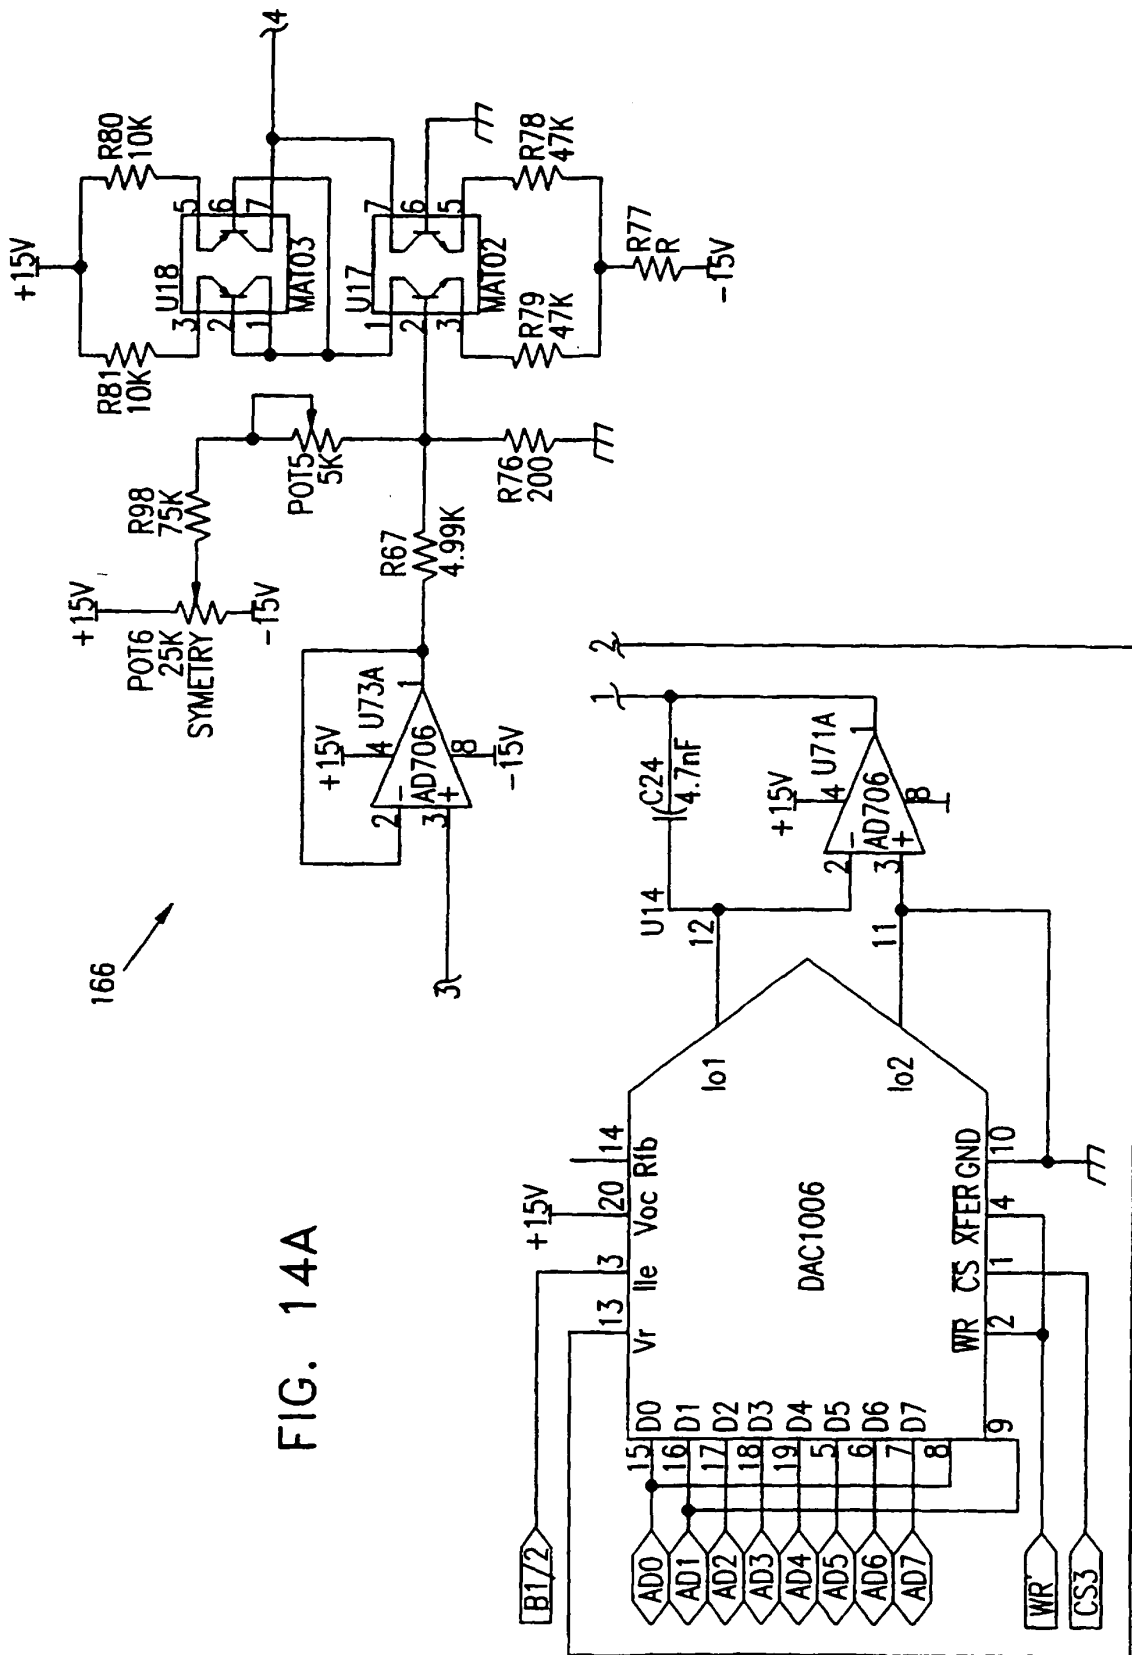 FIG. 14A
166
+15V
R81
10K
R80
10K
U18
3
2
1
5
6
7
MAT03
4
U17
1
2
3
7
6
5
MAT02
R79
47K
R78
47K
R77
R
-15V
+15V
POT6
25K
SYMETRY
-15V
R98
75K
POT5
5K
R76
200
R67
4.99K
3
+15V
U73A
2
3
4
8
1
-
+
AD706
-15V
B1/2
+15V
13
3
20
14
Vr
Ile
Voc
Rfb
AD0
15
D0
AD1
16
D1
AD2
17
D2
AD3
18
D3
AD4
19
D4
AD5
5
D5
AD6
6
D6
AD7
7
D7
8
9
DAC1006
Io1
Io2
WR
CS
XFER
GND
2
1
4
10
WR'
CS3
U14
12
11
C24
4.7nF
+15V
U71A
2
3
4
8
1
-
+
AD706
1
2